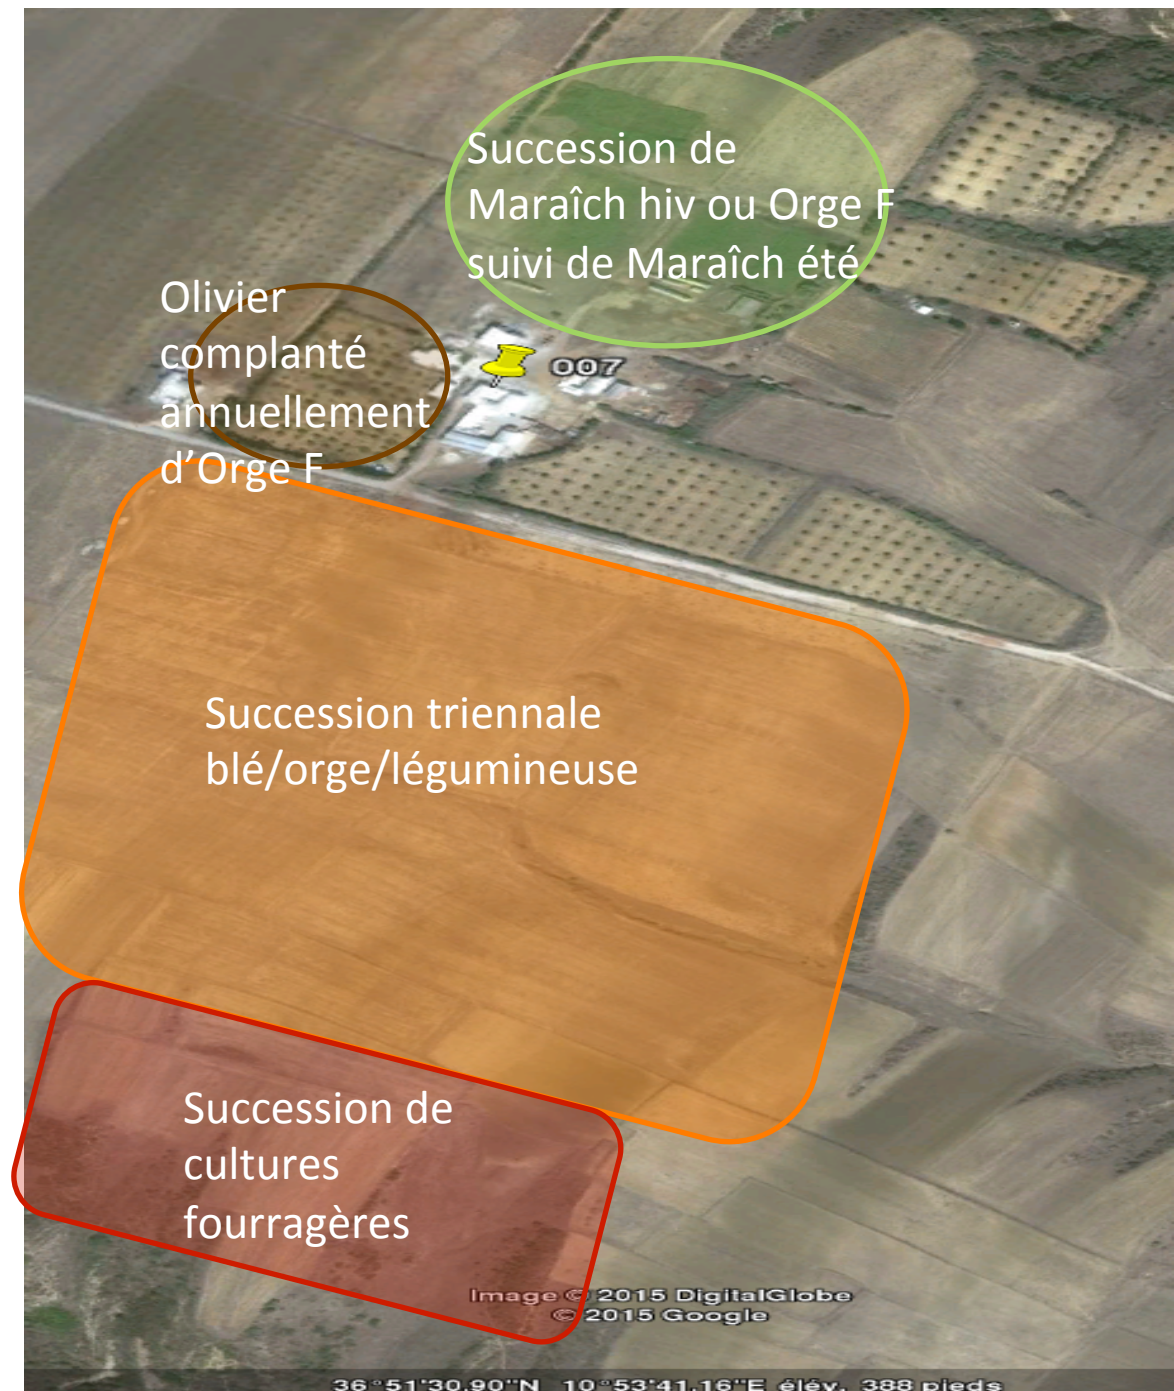 Succession de
Maraîch hiv ou Orge F
suivi de Maraîch été
Olivier
complanté
annuellement
d'Orge F
007
Succession triennale
blé/orge/légumineuse
Succession de
cultures
fourragères
Image © 2015 DigitalGlobe
© 2015 Google
36°51'30.90"N 10°53'41.16"E élév. 388 pieds